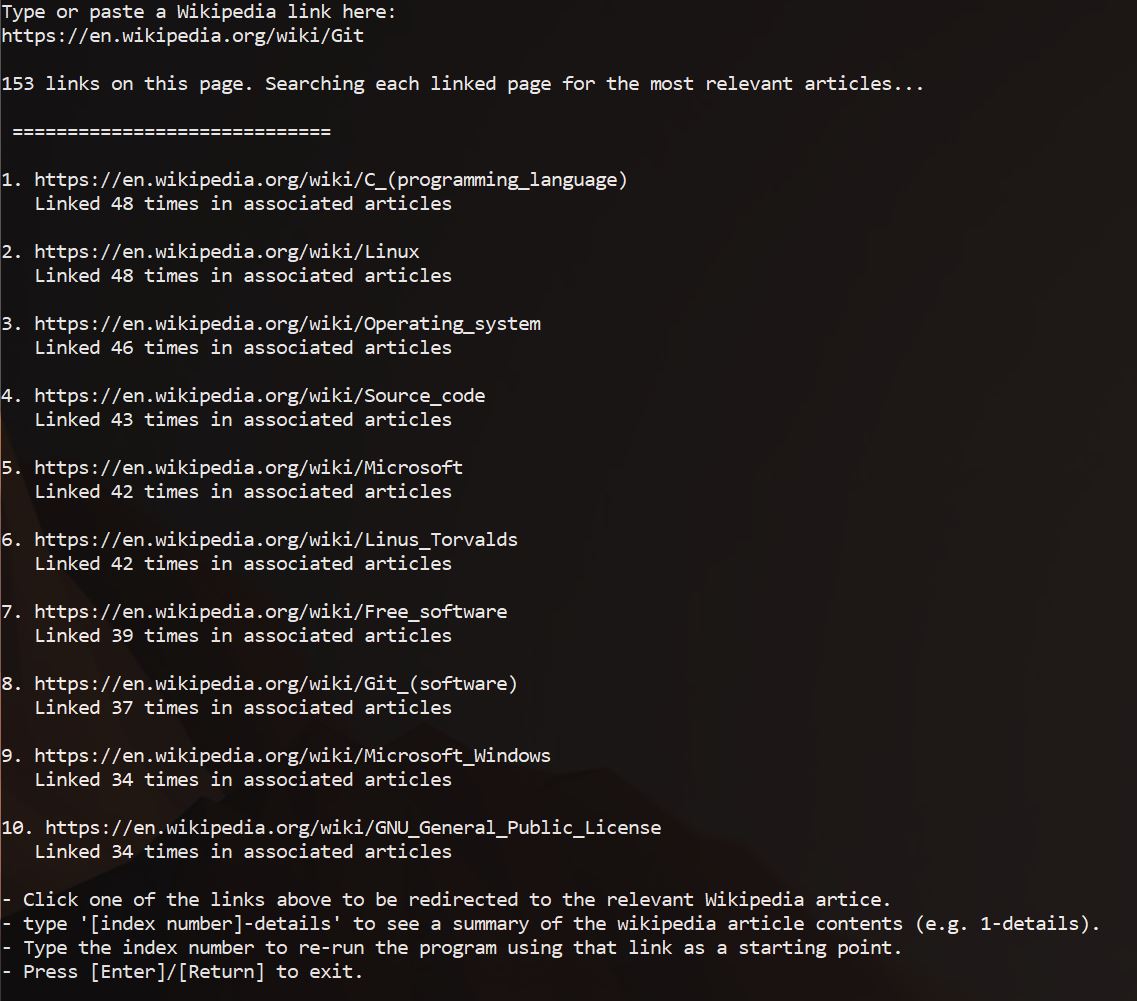 Type or paste a Wikipedia link here:
https://en.wikipedia.org/wiki/Git
153 links on this page. Searching each linked page for the most relevant articles...
=============================
1. https://en.wikipedia.org/wiki/C_(programming_language)
Linked 48 times in associated articles
2. https://en.wikipedia.org/wiki/Linux
Linked 48 times in associated articles
3. https://en.wikipedia.org/wiki/Operating_system
Linked 46 times in associated articles
4. https://en.wikipedia.org/wiki/Source_code
Linked 43 times in associated articles
5. https://en.wikipedia.org/wiki/Microsoft
Linked 42 times in associated articles
6. https://en.wikipedia.org/wiki/Linus_Torvalds
Linked 42 times in associated articles
7. https://en.wikipedia.org/wiki/Free_software
Linked 39 times in associated articles
8. https://en.wikipedia.org/wiki/Git_(software)
Linked 37 times in associated articles
9. https://en.wikipedia.org/wiki/Microsoft_Windows
Linked 34 times in associated articles
10. https://en.wikipedia.org/wiki/GNU_General_Public_License
Linked 34 times in associated articles
- Click one of the links above to be redirected to the relevant Wikipedia artice.
- type '[index number]-details' to see a summary of the wikipedia article contents (e.g. 1-details).
- Type the index number to re-run the program using that link as a starting point.
- Press [Enter]/[Return] to exit.